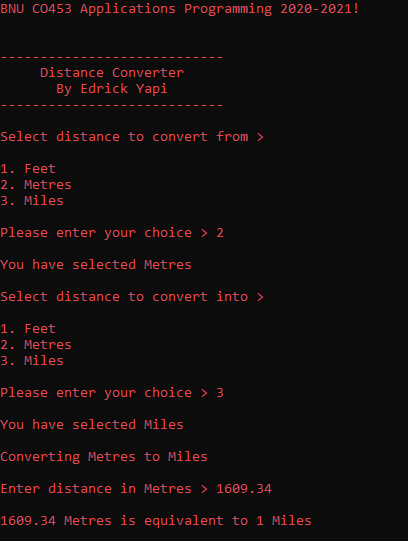 BNU CO453 Applications Programming 2020-2021!
----------------------------
Distance Converter
By Edrick Yapi
----------------------------
Select distance to convert from >
1. Feet
2. Metres
3. Miles
Please enter your choice > 2
You have selected Metres
Select distance to convert into >
1. Feet
2. Metres
3. Miles
Please enter your choice > 3
You have selected Miles
Converting Metres to Miles
Enter distance in Metres > 1609.34
1609.34 Metres is equivalent to 1 Miles